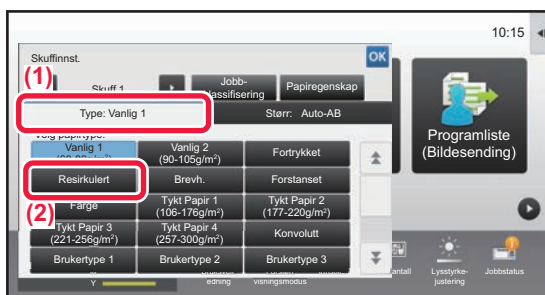 10:15
Skuffinnst.
OK
(1)
Skuff 1
Jobb-
klassifisering
Papiregenskap
Type: Vanlig 1
Størr: Auto-AB
Velg papirtype.
Vanlig 1
Vanlig 2
(90-105g/m²)
Fortrykket
Resirkulert
Brevh.
Forstanset
(2)
Farge
Tykt Papir 1
(106-176g/m²)
Tykt Papir 2
(177-220g/m²)
Tykt Papir 3
(221-256g/m²)
Tykt Papir 4
(257-300g/m²)
Konvolutt
Brukertype 1
Brukertype 2
Brukertype 3
Programliste
(Bildesending)
Y
edning
visningsmodus
antall
Lysstyrke-
justering
Jobbstatus